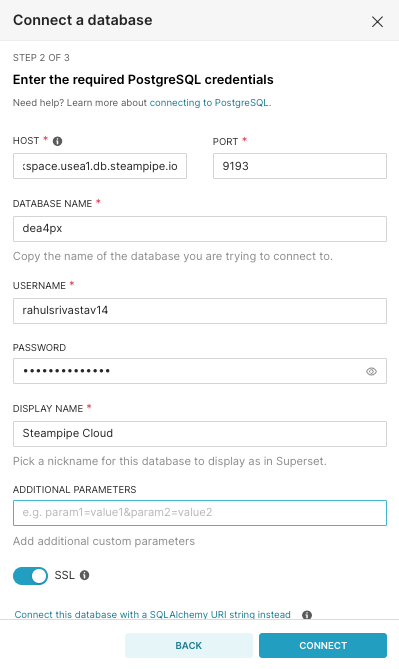 Connect a database
STEP 2 OF 3
Enter the required PostgreSQL credentials
Need help? Learn more about connecting to PostgreSQL.
HOST *
PORT *
kspace.usea1.db.steampipe.io
9193
DATABASE NAME *
dea4px
Copy the name of the database you are trying to connect to.
USERNAME *
rahulsrivastav14
PASSWORD
••••••••••••••
DISPLAY NAME *
Steampipe Cloud
Pick a nickname for this database to display as in Superset.
ADDITIONAL PARAMETERS
e.g. param1=value1&param2=value2
Add additional custom parameters
SSL
Connect this database with a SQLAlchemy URI string instead
BACK
CONNECT